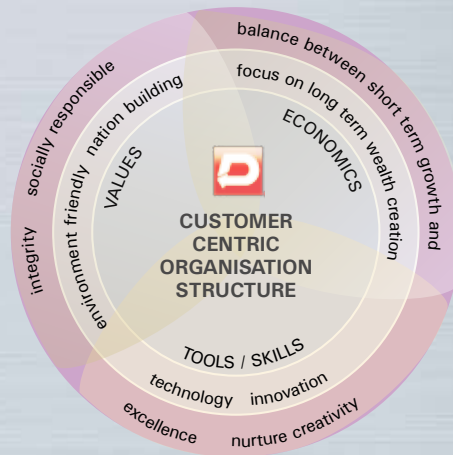 integrity socially responsible
environment friendly nation building
VALUES
balance between short term growth and
focus on long term wealth creation
ECONOMICS
CUSTOMER
CENTRIC
ORGANISATION
STRUCTURE
TOOLS / SKILLS
technology innovation
excellence nurture creativity